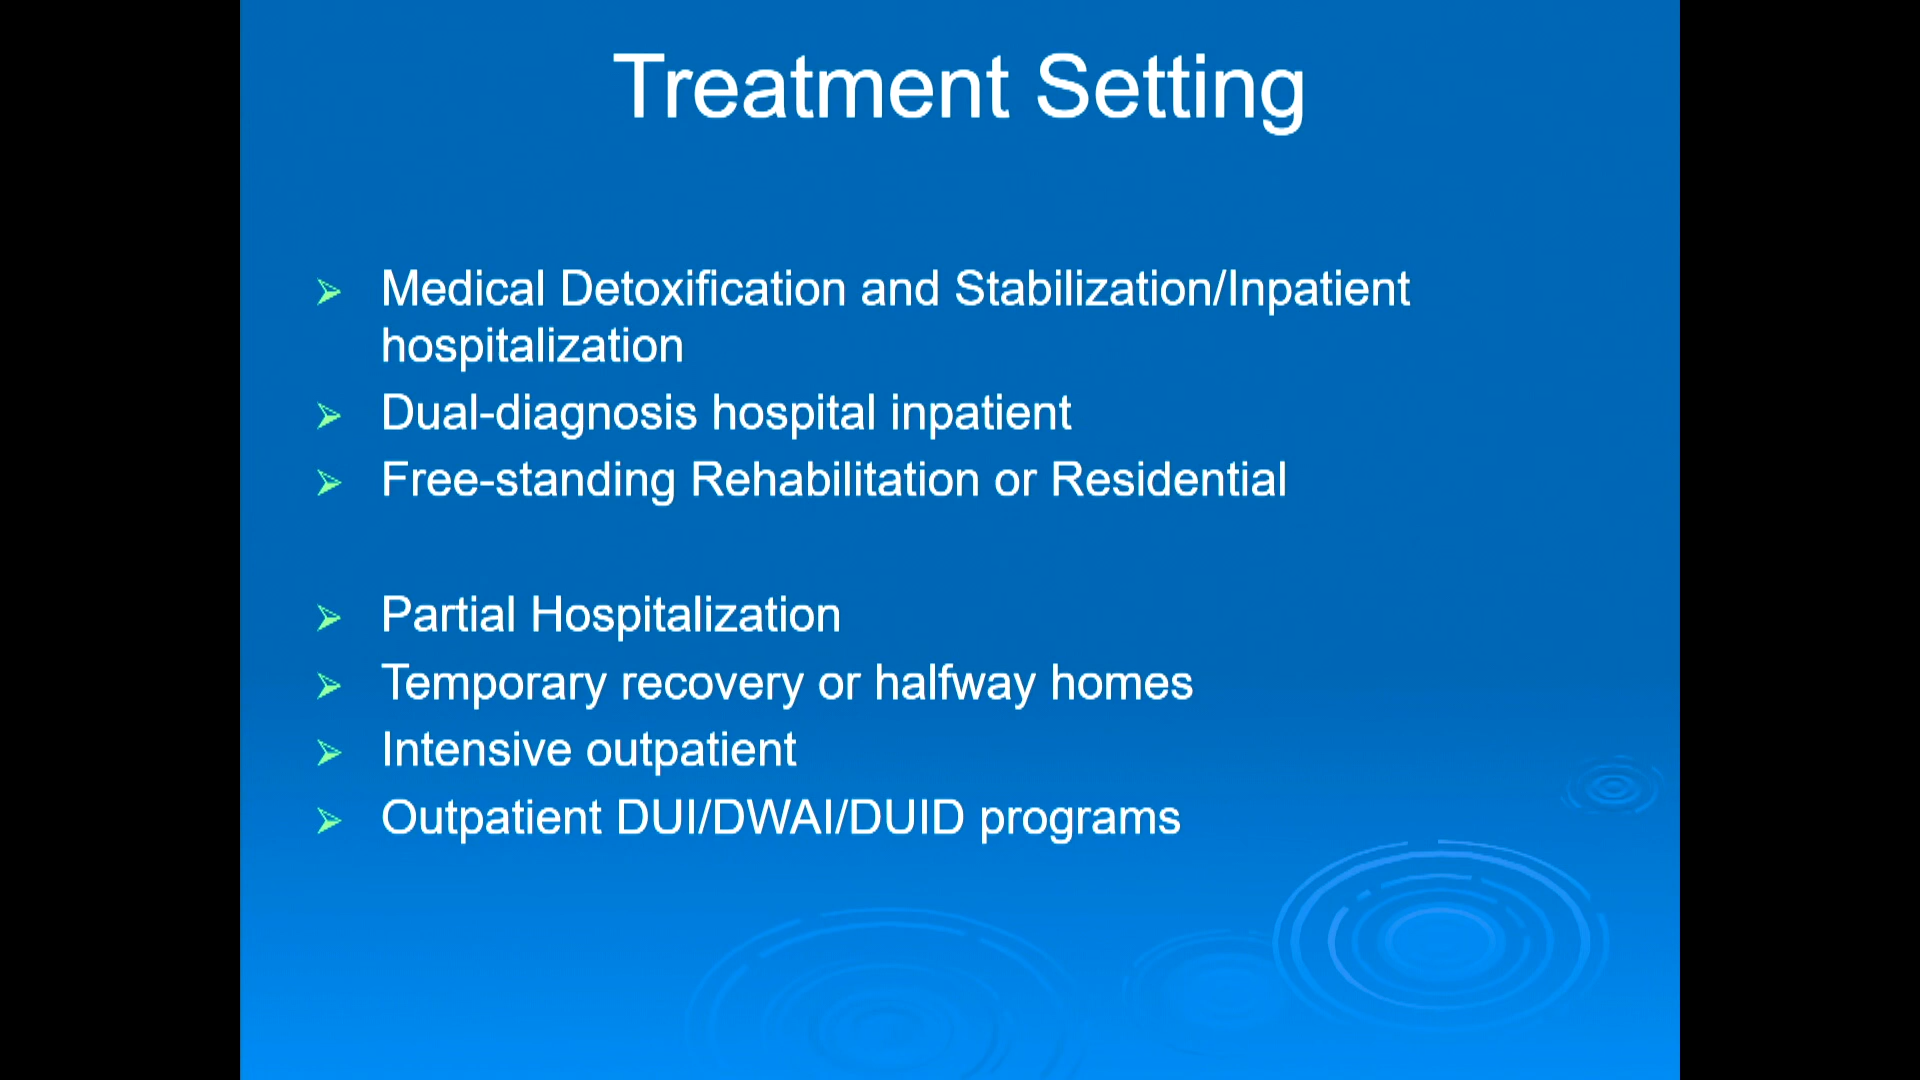 Treatment Setting
Medical Detoxification and Stabilization/Inpatient
hospitalization
Dual-diagnosis hospital inpatient
Free-standing Rehabilitation or Residential
Partial Hospitalization
Temporary recovery or halfway homes
Intensive outpatient
Outpatient DUI/DWAI/DUID programs